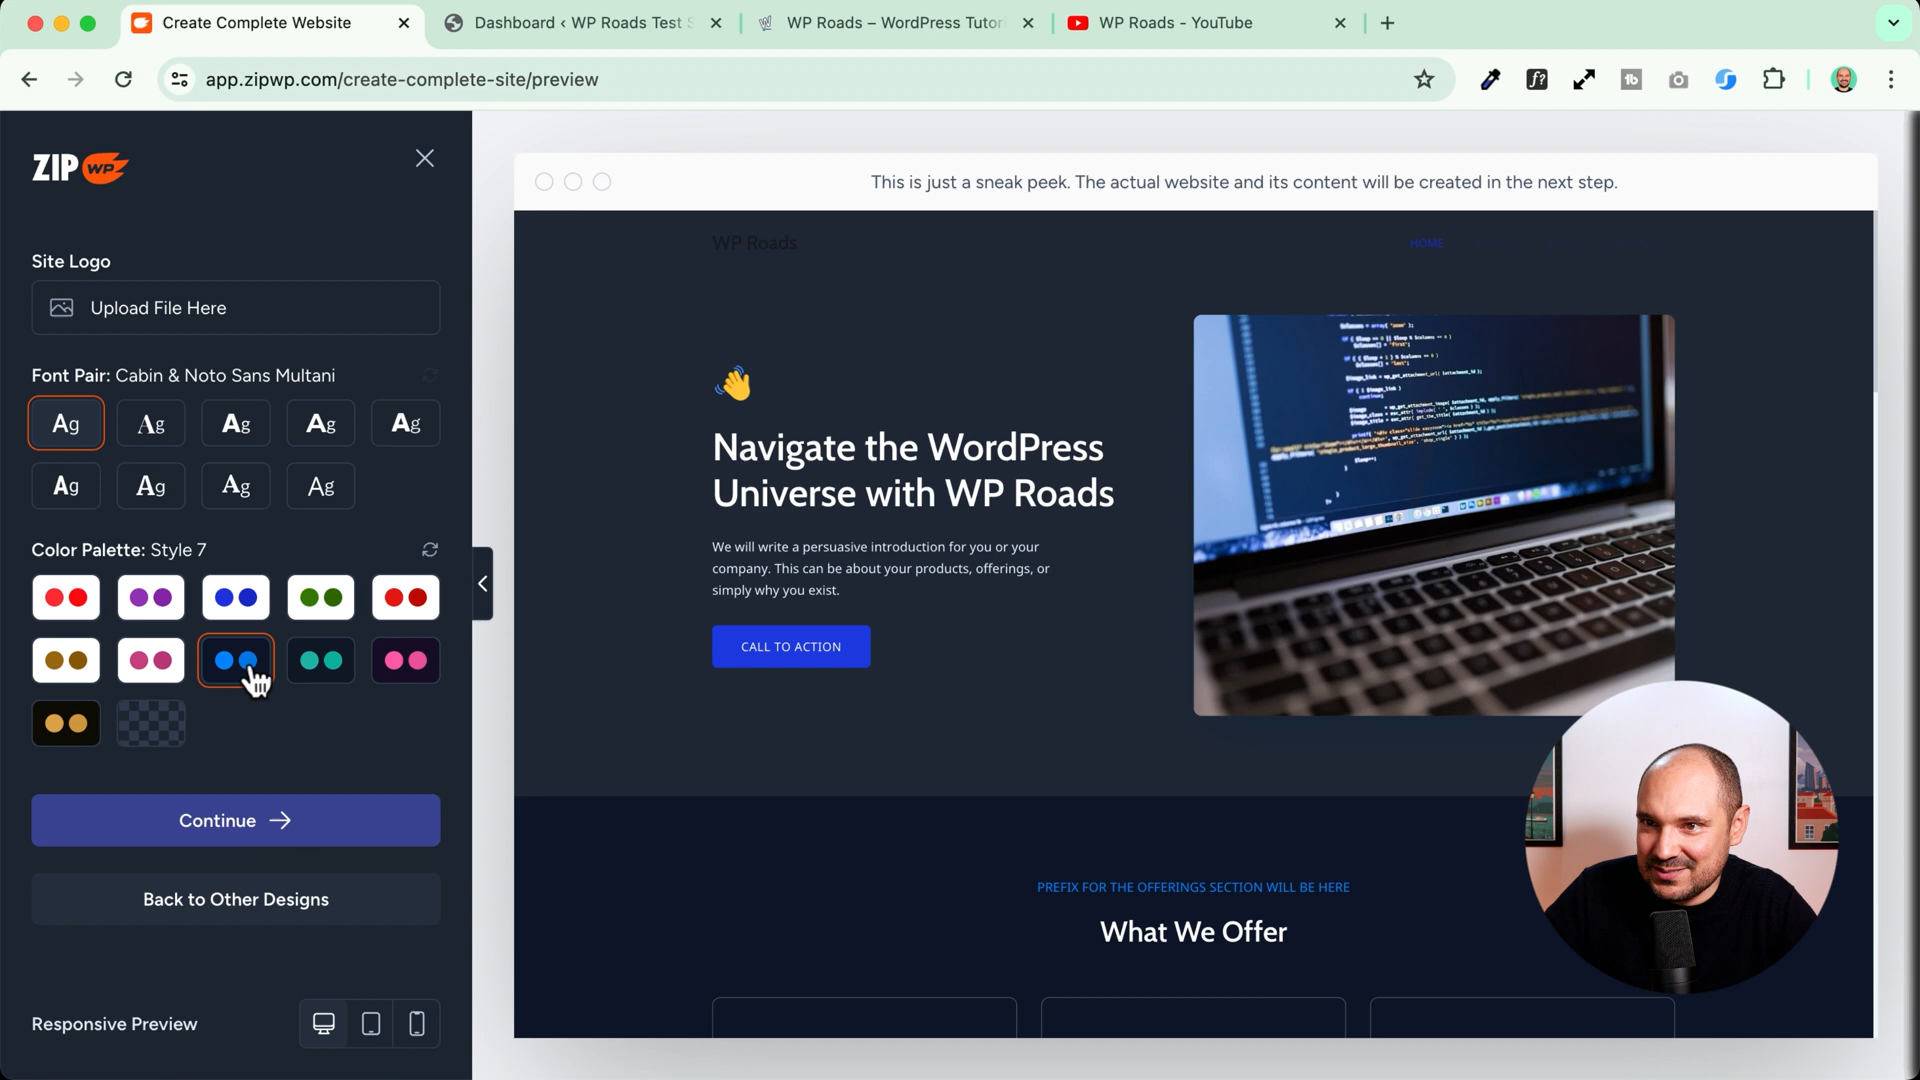 Create Complete Website
Dashboard ‹ WP Roads Test
WP Roads – WordPress Tutor
WP Roads - YouTube
app.zipwp.com/create-complete-site/preview
ZIP WP
This is just a sneak peek. The actual website and its content will be created in the next step.
WP Roads
HOME
Site Logo
Upload File Here
Font Pair: Cabin & Noto Sans Multani
Ag Ag Ag Ag Ag
Ag Ag Ag Ag
Color Palette: Style 7
👋
Navigate the WordPress
Universe with WP Roads
We will write a persuasive introduction for you or your
company. This can be about your products, offerings, or
simply why you exist.
CALL TO ACTION
Continue
Back to Other Designs
PREFIX FOR THE OFFERINGS SECTION WILL BE HERE
What We Offer
Responsive Preview